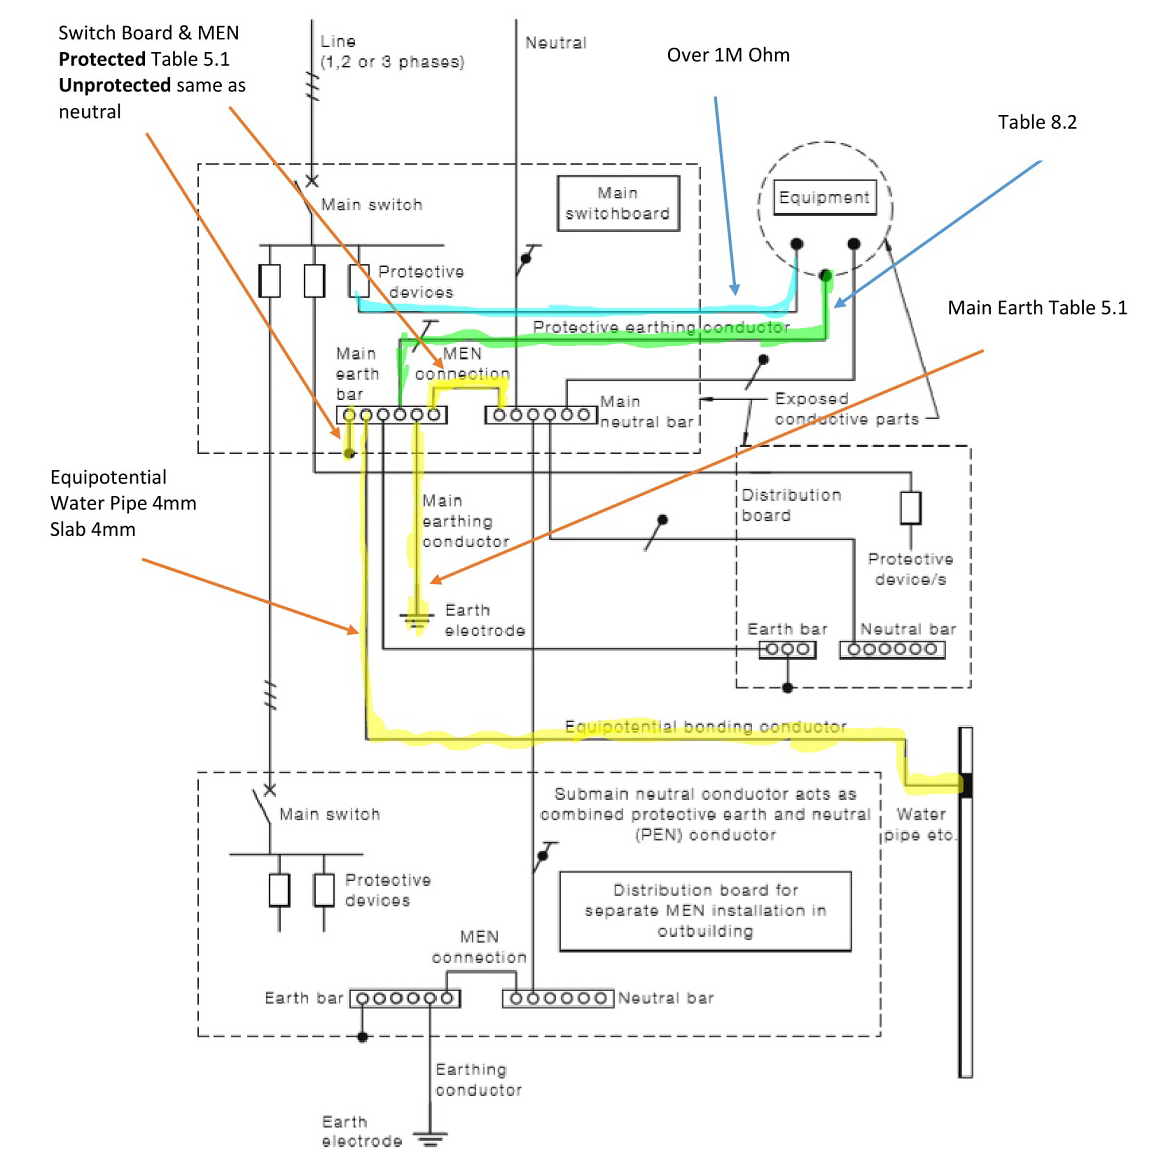 Switch Board & MEN
Protected Table 5.1
Unprotected same as
neutral
Line
(1,2 or 3 phases)
Neutral
Over 1M Ohm
Table 8.2
Main switch
Main
switchboard
Equipment
Protective
devices
Main Earth Table 5.1
Protective earthing conductor
Main
earth
bar
MEN
connection
Main
neutral bar
Exposed
conductive parts
Equipotential
Water Pipe 4mm
Slab 4mm
Main
earthing
conductor
Distribution
board
Protective
device/s
Earth
electrode
Earth bar
Neutral bar
Equipotential bonding conductor
Main switch
Submain neutral conductor acts as
combined protective earth and neutral
(PEN) conductor
Water
pipe etc.
Protective
devices
Distribution board for
separate MEN installation in
outbuilding
MEN
connection
Earth bar
Neutral bar
Earthing
conductor
Earth
electrode